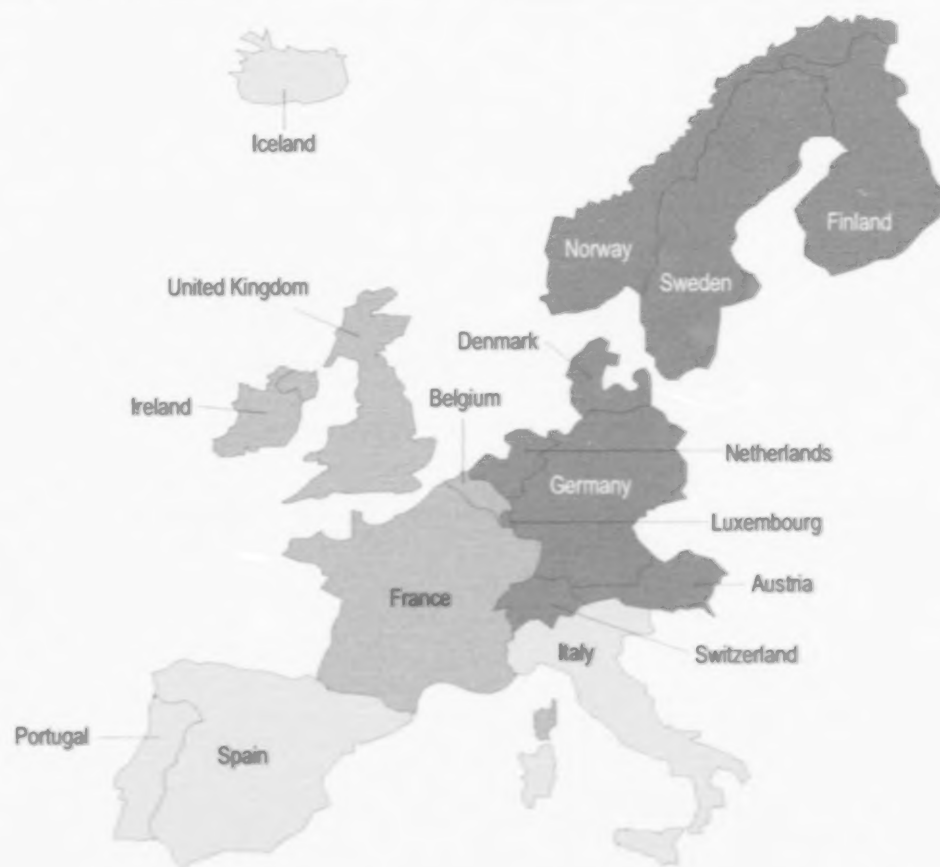 Iceland
Norway
Finland
Sweden
United Kingdom
Denmark
Belgium
Ireland
Netherlands
Germany
Luxembourg
Austria
France
Italy
Switzerland
Portugal
Spain